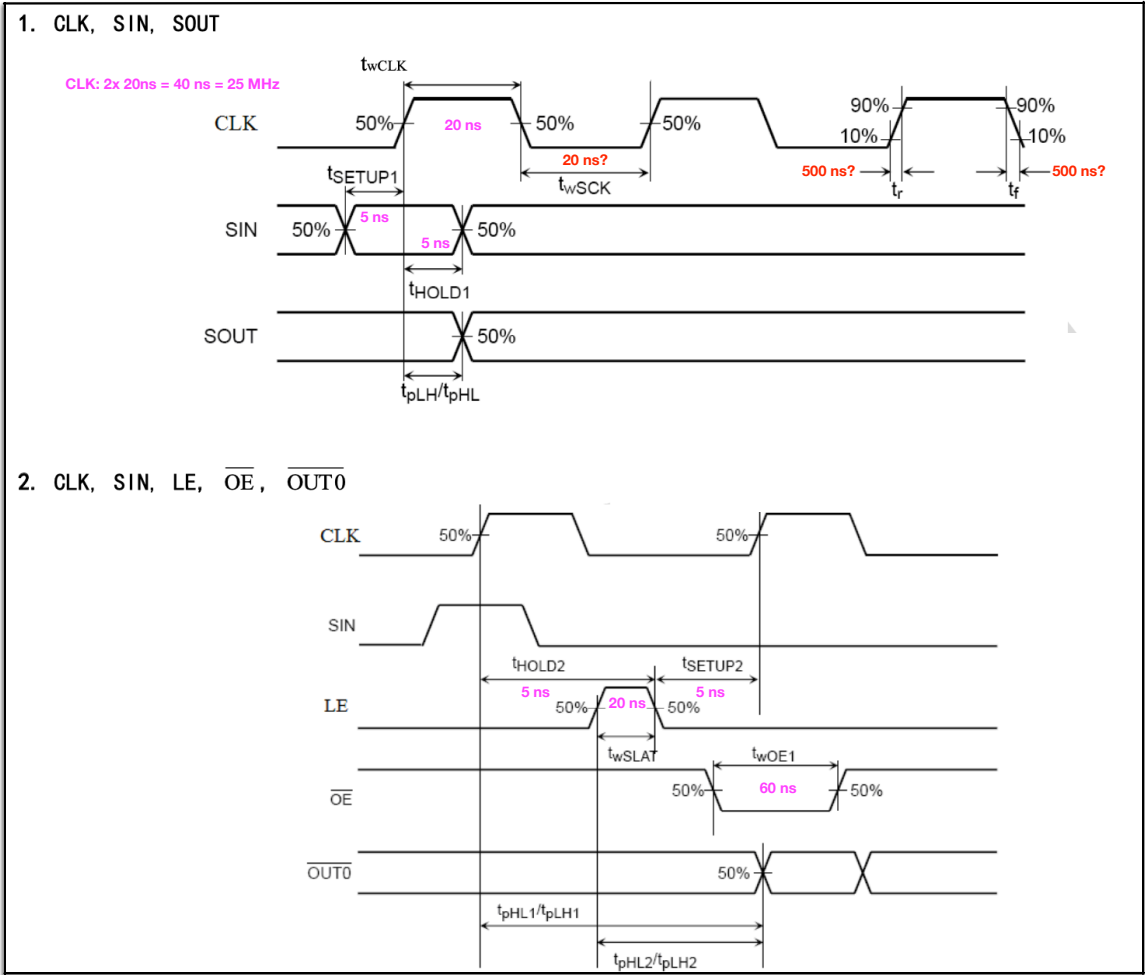 1. CLK, SIN, SOUT
twCLK
CLK: 2x 20ns = 40 ns = 25 MHz
CLK
50%
20 ns
50%
50%
90%
90%
10%
10%
20 ns?
twSCK
500 ns?
500 ns?
tr
tf
tSETUP1
5 ns
SIN
50%
50%
5 ns
tHOLD1
SOUT
50%
tpLH/tpHL
2. CLK, SIN, LE, OE, OUT0
CLK
50%
50%
SIN
tHOLD2
tSETUP2
5 ns
5 ns
LE
50%
20 ns
50%
twSLAT
twOE1
OE
50%
60 ns
50%
OUT0
50%
tpHL1/tpLH1
tpHL2/tpLH2